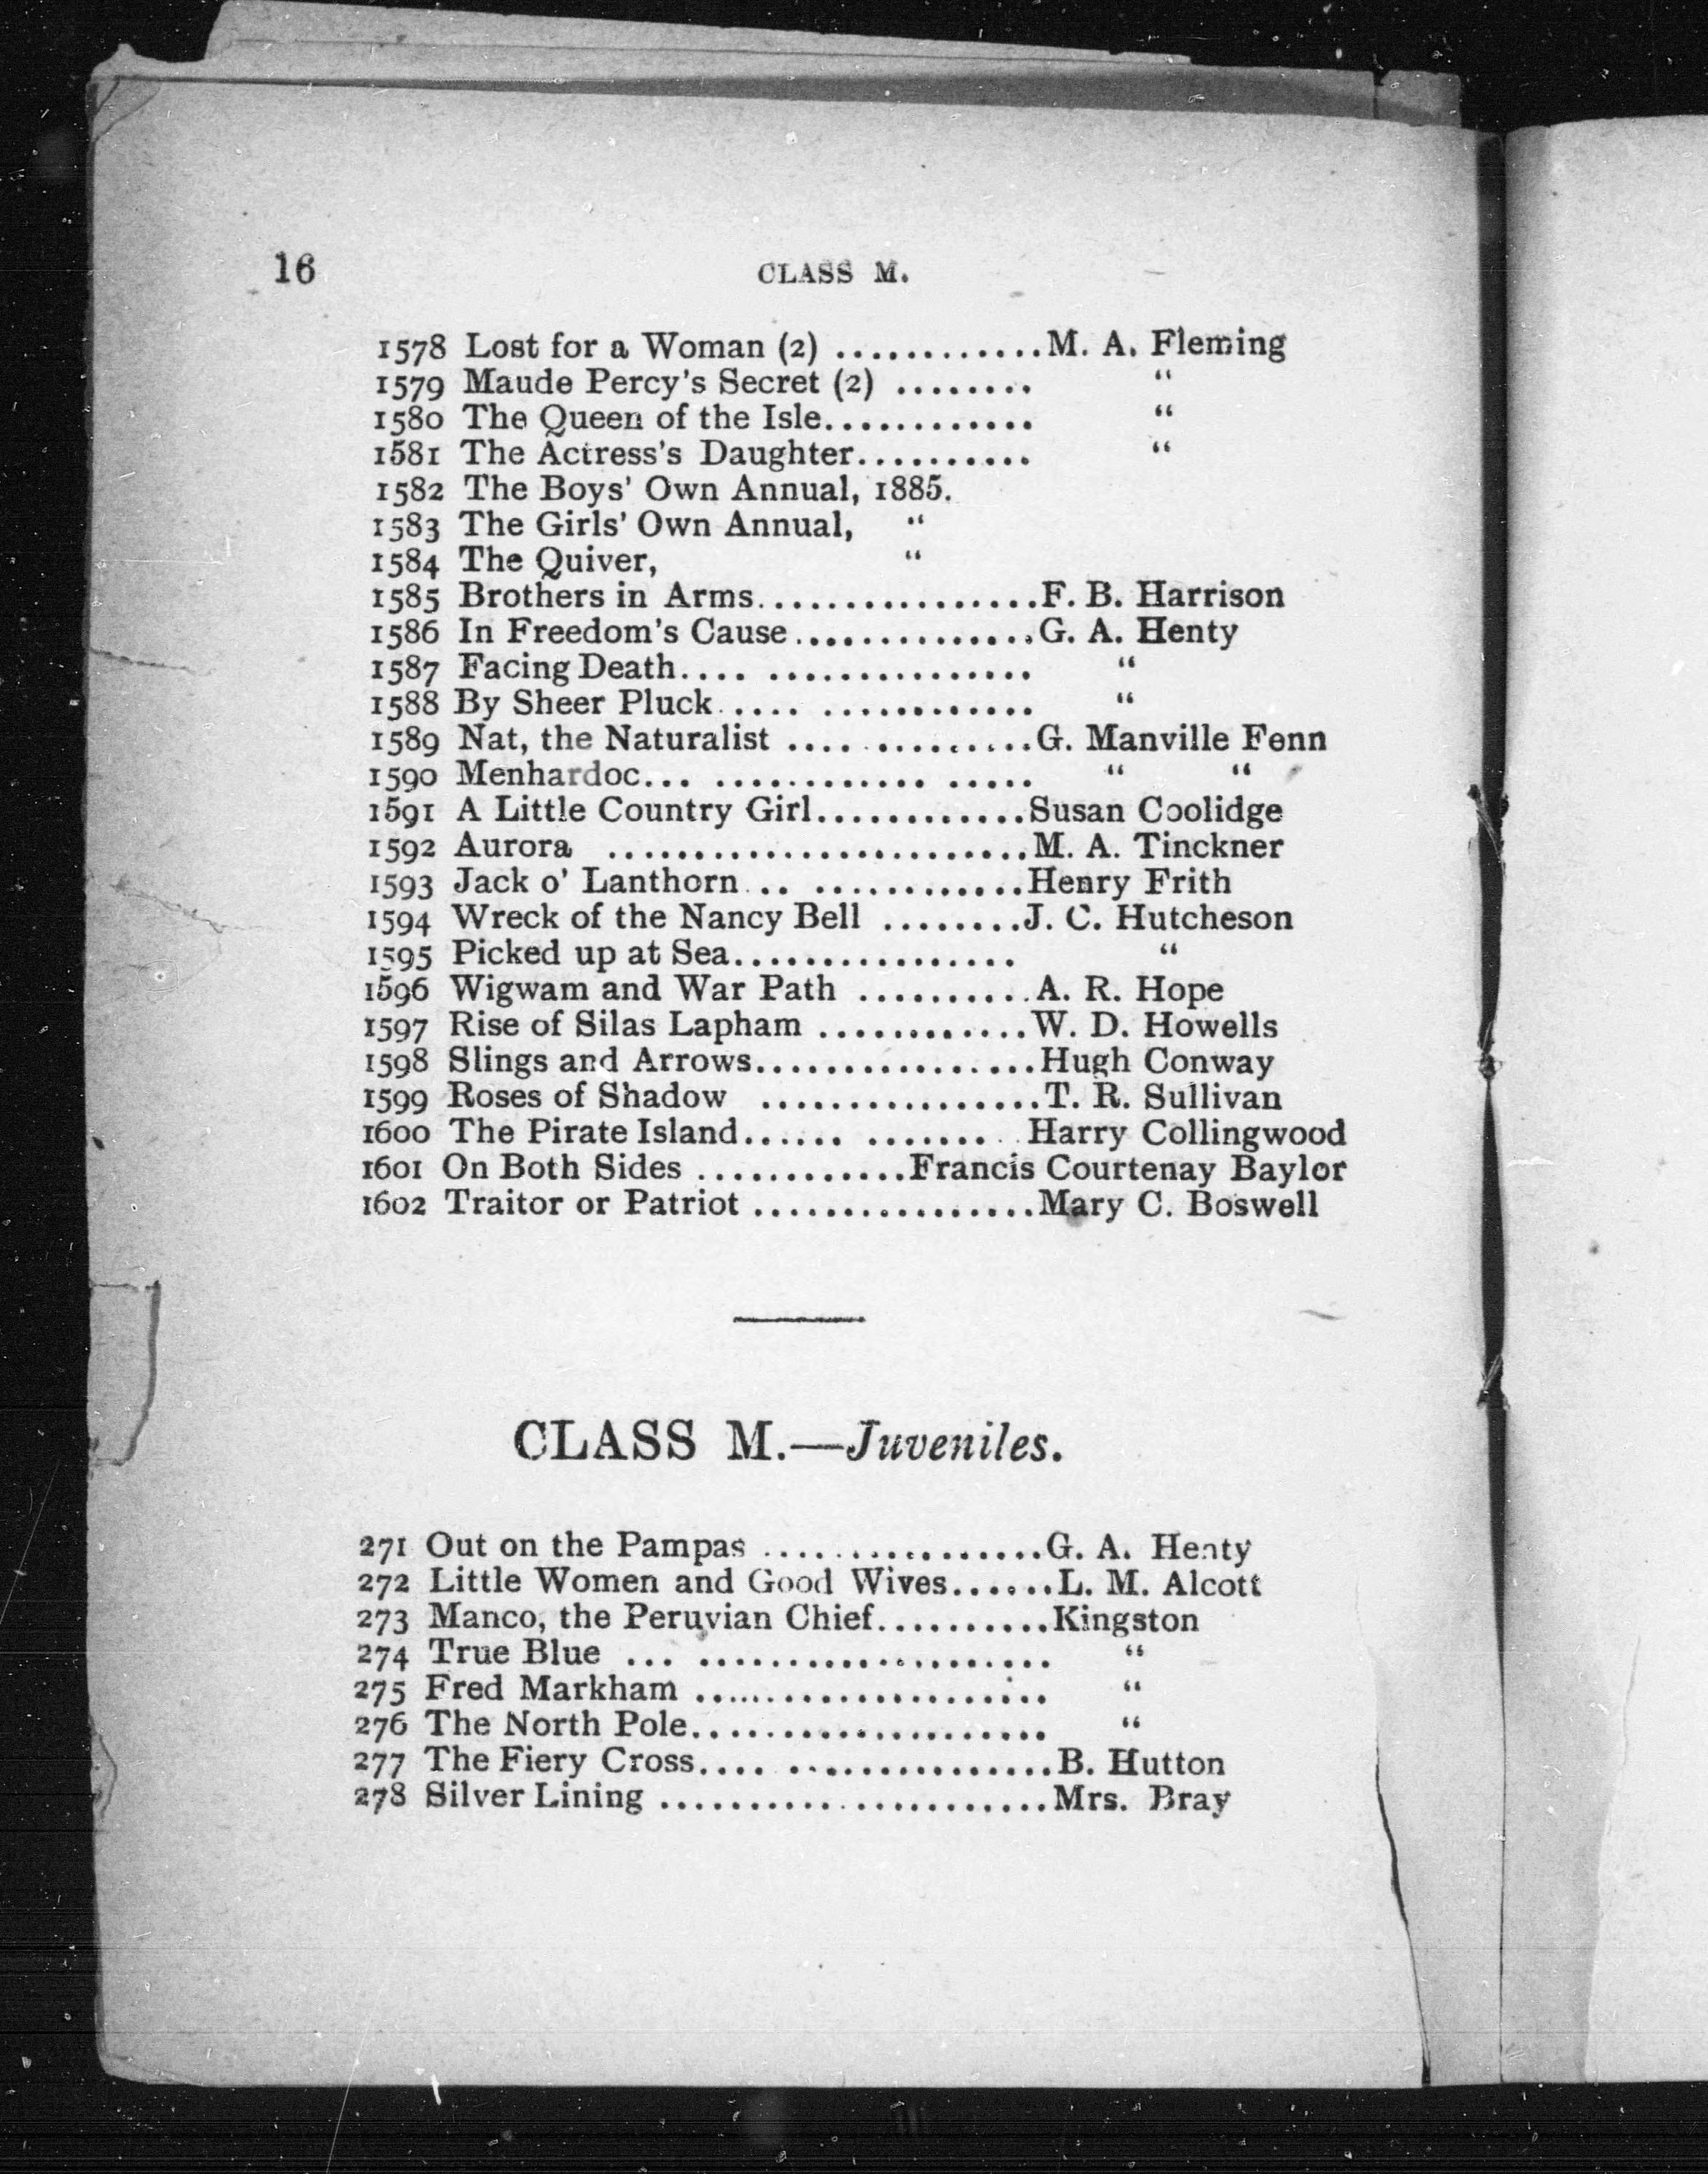 16 CLASS M.
1578 Lost for a Woman (2) ............M. A. Fleming
1579 Maude Percy's Secret (2) ........ "
1580 The Queen of the Isle............ "
1581 The Actress's Daughter.......... "
1582 The Boys' Own Annual, 1885.
1583 The Girls' Own Annual, "
1584 The Quiver, "
1585 Brothers in Arms................F. B. Harrison
1586 In Freedom's Cause..............G. A. Henty
1587 Facing Death.... ............... "
1588 By Sheer Pluck..... ............ "
1589 Nat, the Naturalist ..............G. Manville Fenn
1590 Menhardoc... ............ ..... " "
1591 A Little Country Girl............Susan Coolidge
1592 Aurora ........................M. A. Tinckner
1593 Jack o' Lanthorn... ............Henry Frith
1594 Wreck of the Nancy Bell ........J. C. Hutcheson
1595 Picked up at Sea................ "
1596 Wigwam and War Path ..........A. R. Hope
1597 Rise of Silas Lapham ............W. D. Howells
1598 Slings and Arrows................Hugh Conway
1599 Roses of Shadow ................T. R. Sullivan
1600 The Pirate Island...... ....... ..Harry Collingwood
1601 On Both Sides ............Francis Courtenay Baylor
1602 Traitor or Patriot ................Mary C. Boswell
CLASS M.—Juveniles.
271 Out on the Pampas ................G. A. Henty
272 Little Women and Good Wives......L. M. Alcott
273 Manco, the Peruvian Chief..........Kingston
274 True Blue ... .................... "
275 Fred Markham .................... "
276 The North Pole.................... "
277 The Fiery Cross.... ...............B. Hutton
278 Silver Lining ......................Mrs. Bray